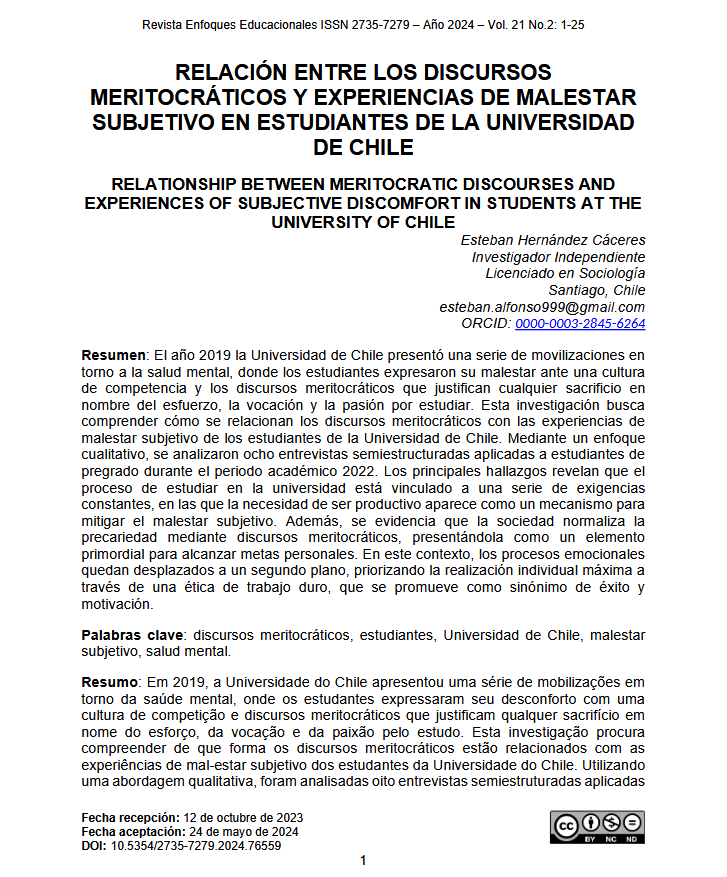 Revista Enfoques Educacionales ISSN 2735-7279 – Año 2024 – Vol. 21 No.2: 1-25
RELACIÓN ENTRE LOS DISCURSOS
MERITOCRÁTICOS Y EXPERIENCIAS DE MALESTAR
SUBJETIVO EN ESTUDIANTES DE LA UNIVERSIDAD
DE CHILE
RELATIONSHIP BETWEEN MERITOCRATIC DISCOURSES AND
EXPERIENCES OF SUBJECTIVE DISCOMFORT IN STUDENTS AT THE
UNIVERSITY OF CHILE
Esteban Hernández Cáceres
Investigador Independiente
Licenciado en Sociología
Santiago, Chile
esteban.alfonso999@gmail.com
ORCID: 0000-0003-2845-6264
Resumen: El año 2019 la Universidad de Chile presentó una serie de movilizaciones en
torno a la salud mental, donde los estudiantes expresaron su malestar ante una cultura
de competencia y los discursos meritocráticos que justifican cualquier sacrificio en
nombre del esfuerzo, la vocación y la pasión por estudiar. Esta investigación busca
comprender cómo se relacionan los discursos meritocráticos con las experiencias de
malestar subjetivo de los estudiantes de la Universidad de Chile. Mediante un enfoque
cualitativo, se analizaron ocho entrevistas semiestructuradas aplicadas a estudiantes de
pregrado durante el periodo académico 2022. Los principales hallazgos revelan que el
proceso de estudiar en la universidad está vinculado a una serie de exigencias
constantes, en las que la necesidad de ser productivo aparece como un mecanismo para
mitigar el malestar subjetivo. Además, se evidencia que la sociedad normaliza la
precariedad mediante discursos meritocráticos, presentándola como un elemento
primordial para alcanzar metas personales. En este contexto, los procesos emocionales
quedan desplazados a un segundo plano, priorizando la realización individual máxima a
través de una ética de trabajo duro, que se promueve como sinónimo de éxito y
motivación.
Palabras clave: discursos meritocráticos, estudiantes, Universidad de Chile, malestar
subjetivo, salud mental.
Resumo: Em 2019, a Universidade do Chile apresentou uma série de mobilizações em
torno da saúde mental, onde os estudantes expressaram seu desconforto com uma
cultura de competição e discursos meritocráticos que justificam qualquer sacrifício em
nome do esforço, da vocação e da paixão pelo estudo. Esta investigação procura
compreender de que forma os discursos meritocráticos estão relacionados com as
experiências de mal-estar subjetivo dos estudantes da Universidade do Chile. Utilizando
uma abordagem qualitativa, foram analisadas oito entrevistas semiestruturadas aplicadas
Fecha recepción: 12 de octubre de 2023
Fecha aceptación: 24 de mayo de 2024
DOI: 10.5354/2735-7279.2024.76559
cc BY NC ND
1